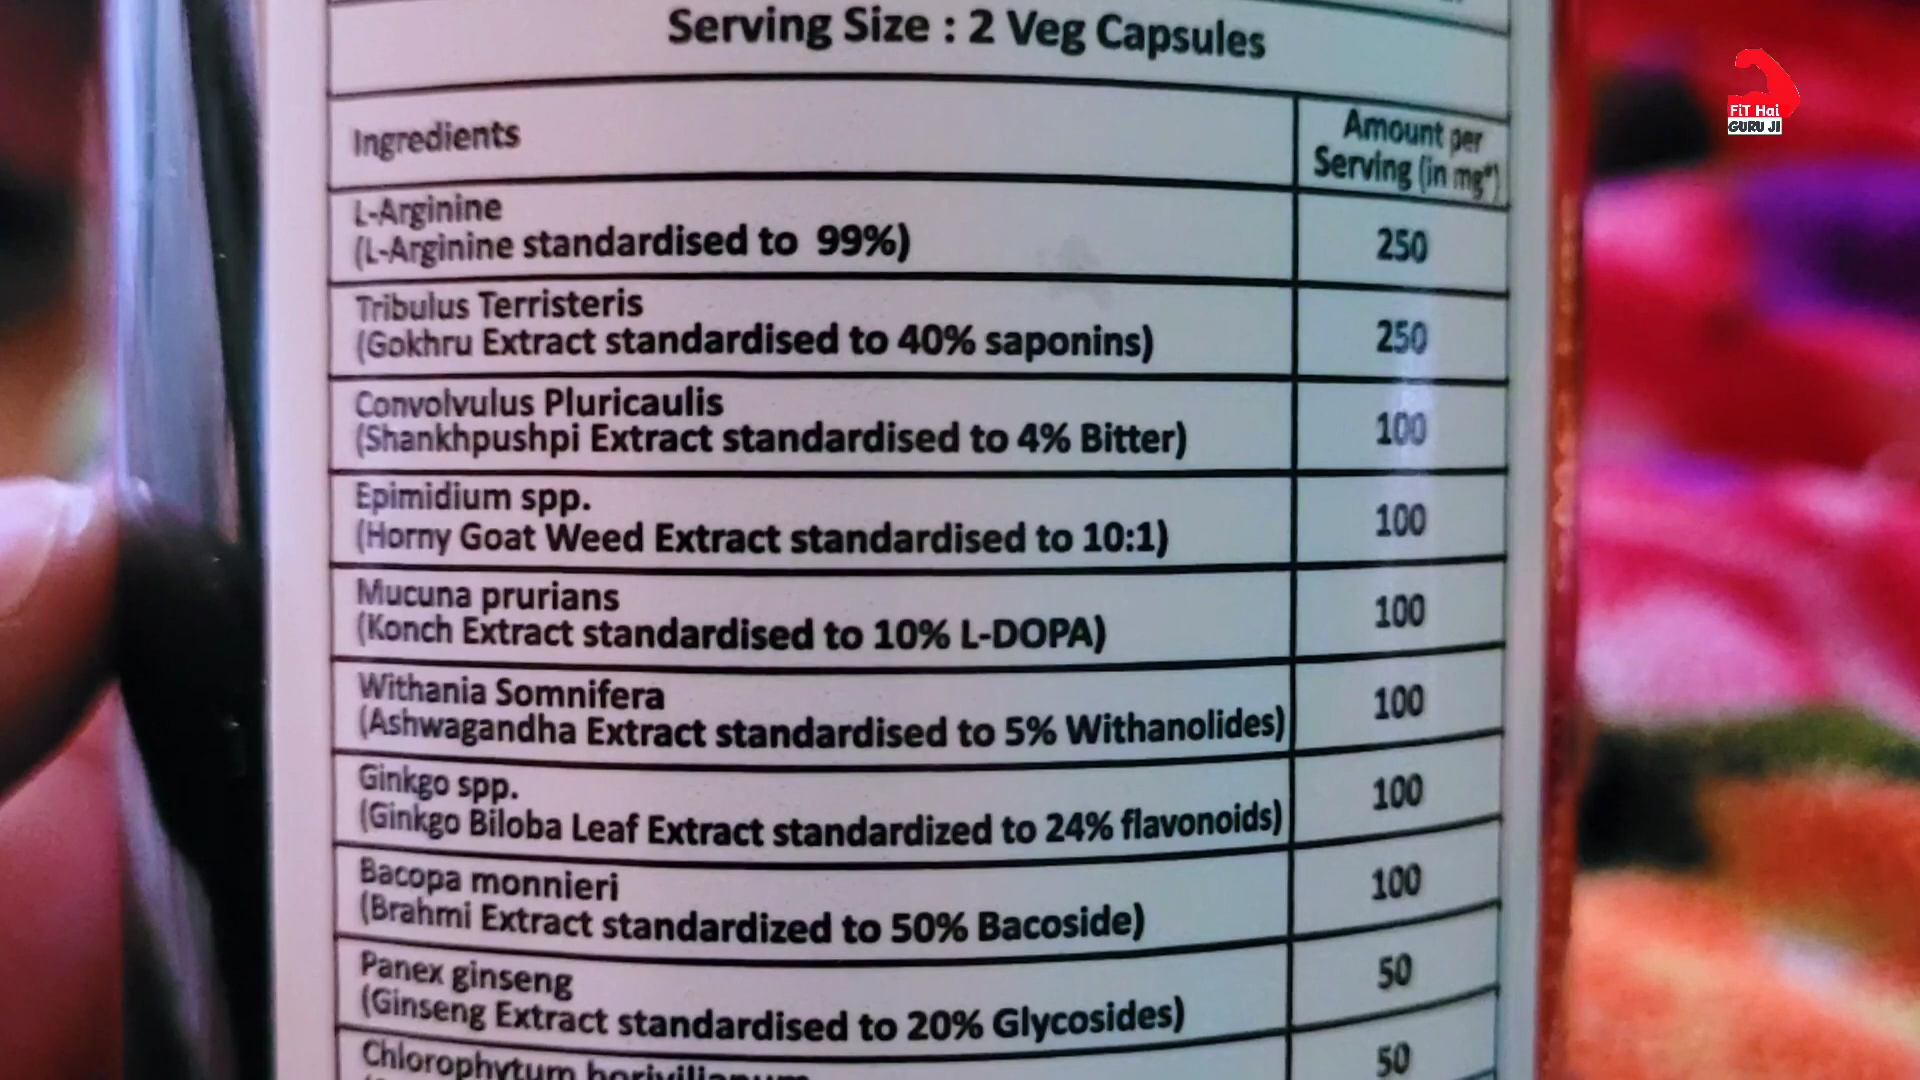 Serving Size : 2 Veg Capsules
Ingredients
Amount per
Serving (in mg*)
L-Arginine
(L-Arginine standardised to 99%)
250
Tribulus Terristeris
(Gokhru Extract standardised to 40% saponins)
250
Convolvulus Pluricaulis
(Shankhpushpi Extract standardised to 4% Bitter)
100
Epimidium spp.
(Horny Goat Weed Extract standardised to 10:1)
100
Mucuna prurians
(Konch Extract standardised to 10% L-DOPA)
100
Withania Somnifera
(Ashwagandha Extract standardised to 5% Withanolides)
100
Ginkgo spp.
(Ginkgo Biloba Leaf Extract standardized to 24% flavonoids)
100
Bacopa monnieri
(Brahmi Extract standardized to 50% Bacoside)
100
Panex ginseng
(Ginseng Extract standardised to 20% Glycosides)
50
Chlorophytum borivilianum
50
FiT Hai
GURU JI